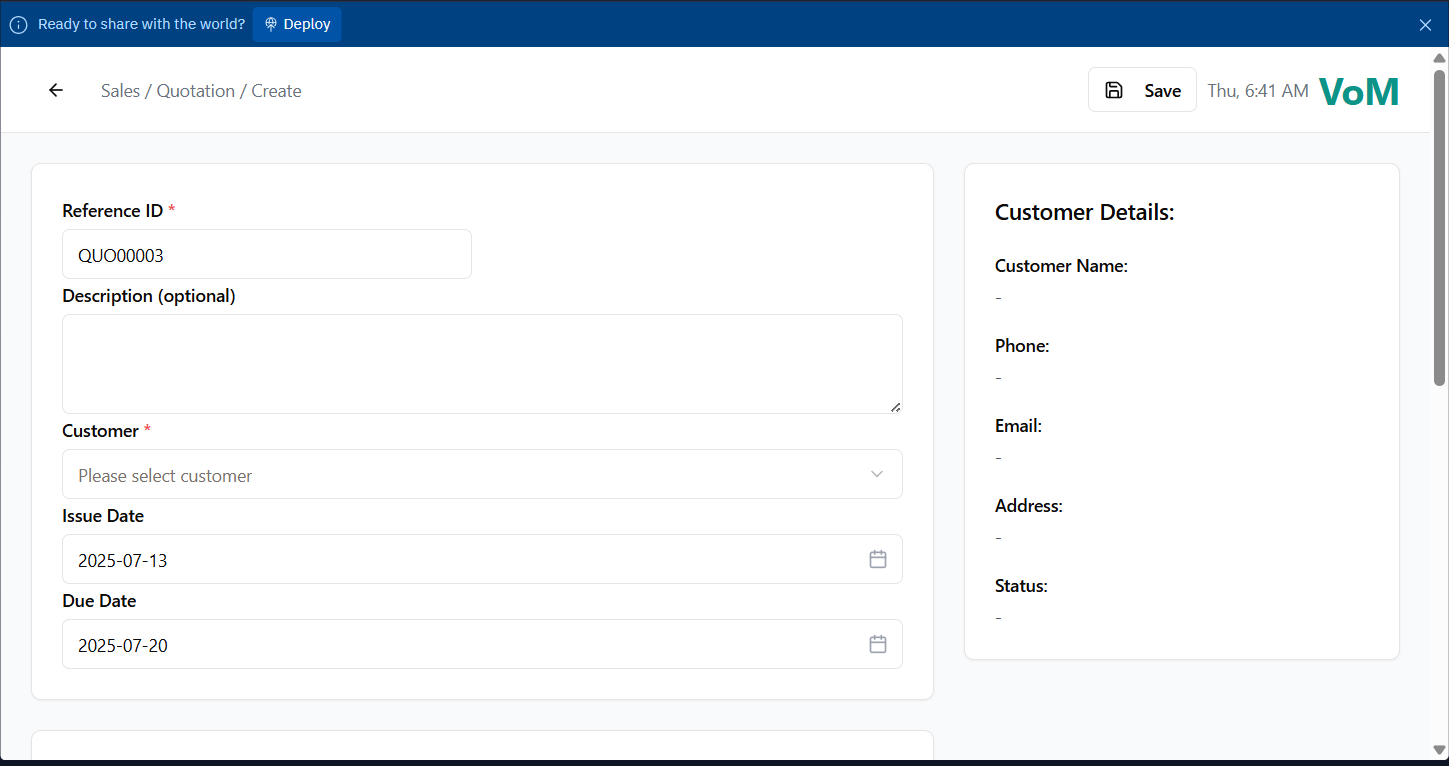 Ready to share with the world? Deploy
Sales / Quotation / Create
Save Thu, 6:41 AM VoM
Reference ID *
QUO00003
Description (optional)
Customer *
Please select customer
Issue Date
2025-07-13
Due Date
2025-07-20
Customer Details:
Customer Name:
-
Phone:
-
Email:
-
Address:
-
Status:
-